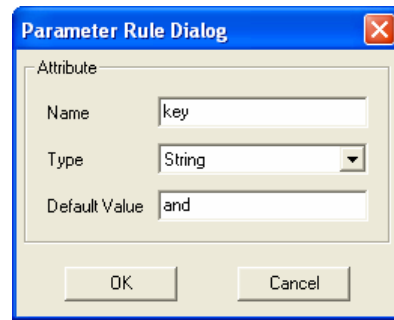 Parameter Rule Dialog
Attribute
Name key
Type String
Default Value and
OK Cancel